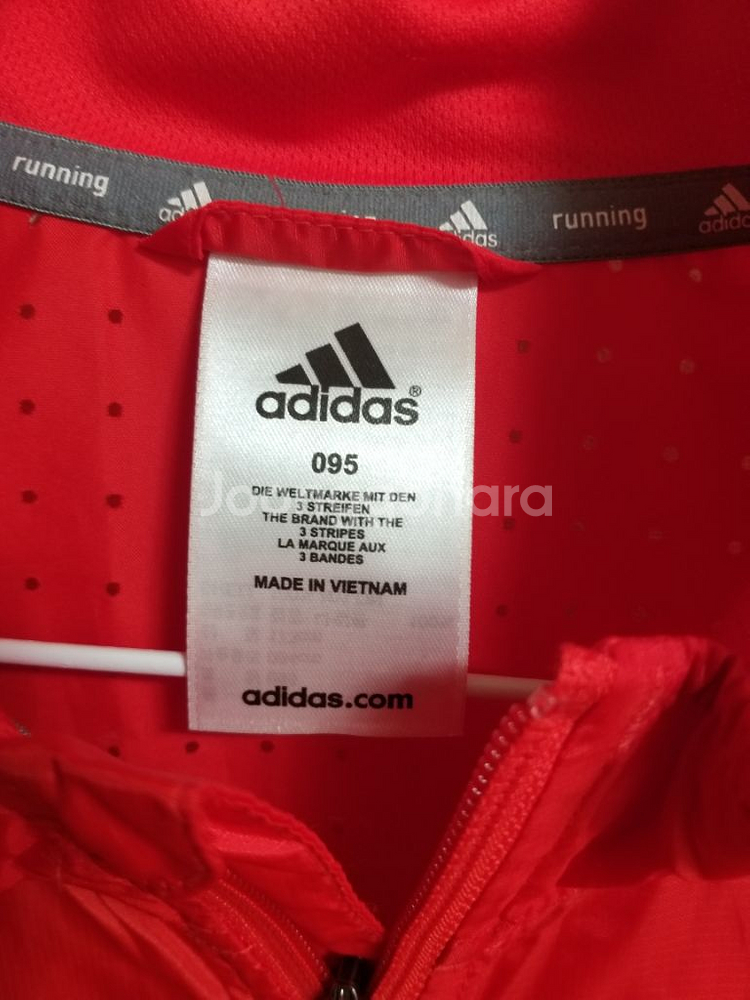 running
adidas
running
adidas
adidas®
095
DIE WELTMARKE MIT DEN
3 STREIFEN
THE BRAND WITH THE
3 STRIPES
LA MARQUE AUX
3 BANDES
MADE IN VIETNAM
adidas.com